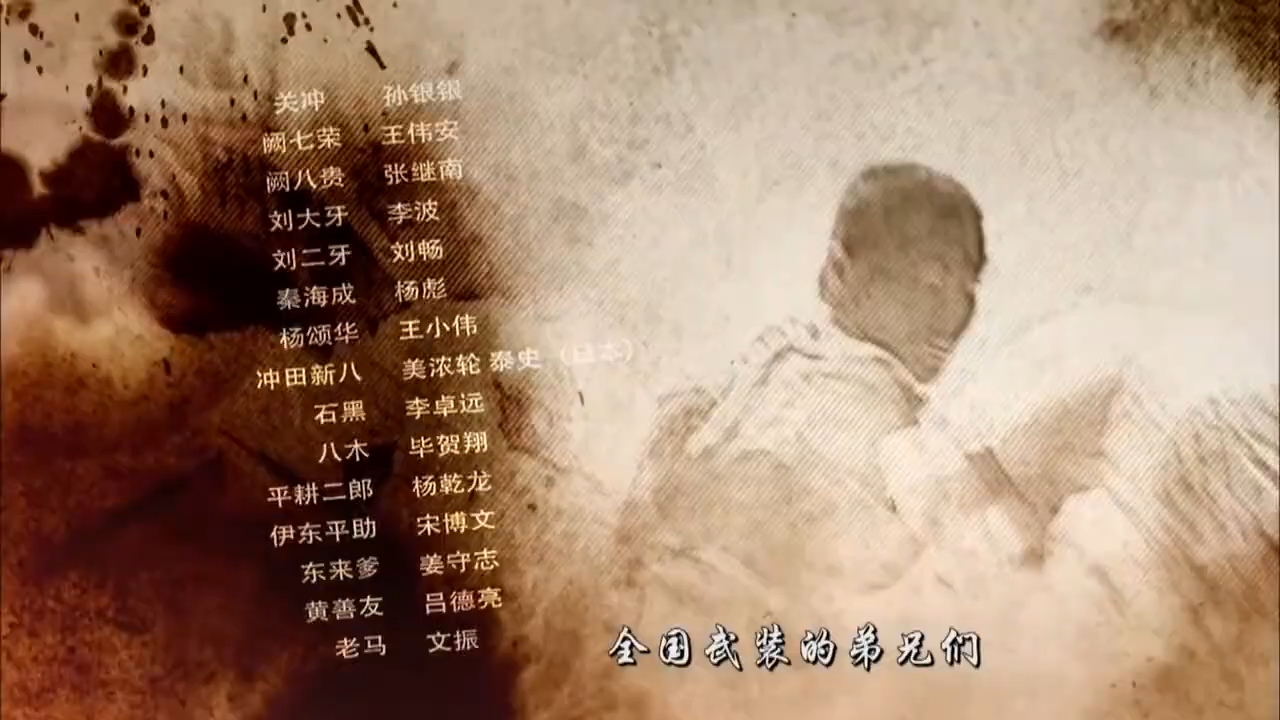 关冲 孙银银
阙七荣 王伟安
阙八贵 张继南
刘大牙 李波
刘二牙 刘畅
秦海成 杨彪
杨颂华 王小伟
冲田新八 美浓轮 泰史（日本）
石黑 李卓远
八木 毕贺翔
平耕二郎 杨乾龙
伊东平助 宋博文
东来爹 姜守志
黄善友 吕德亮
老马 文振
全国武装的弟兄们